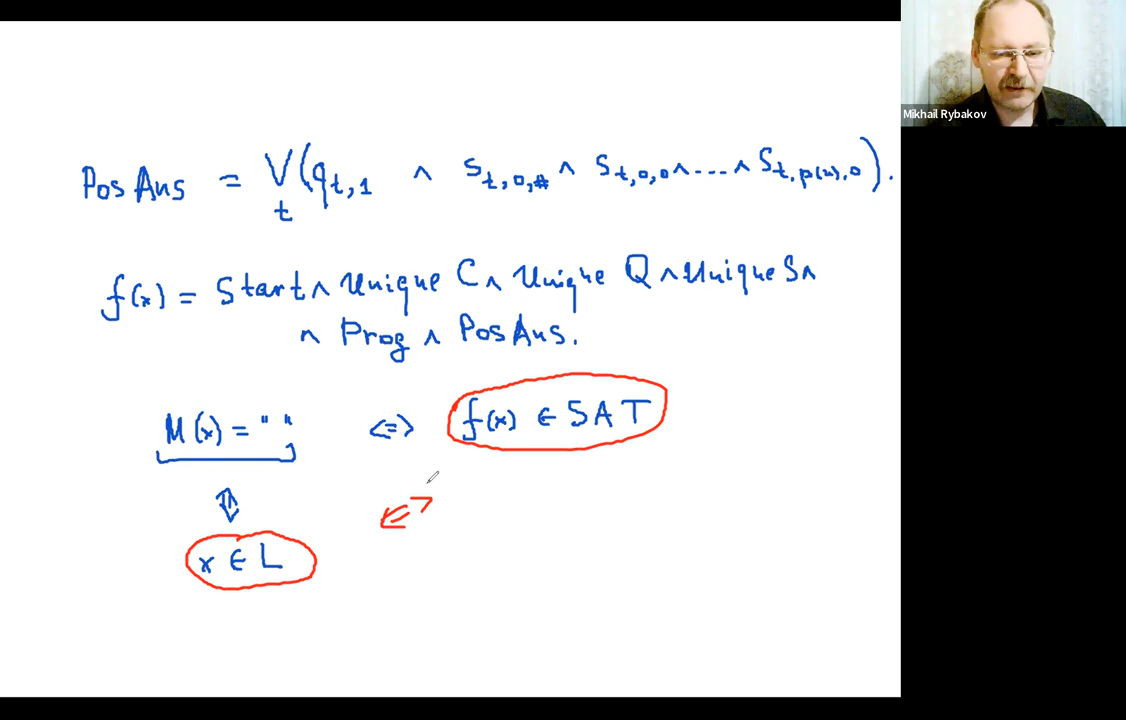 PosAns = ⋁(q_{t,1} ∧ s_{t,0,#} ∧ s_{t,0,0} ∧ ... ∧ s_{t,p(n),0}).
t
f(x) = Start ∧ Unique C ∧ Unique Q ∧ Unique S ∧
∧ Prog ∧ PosAns.
M(x) = " " <=> f(x) ∈ SAT
⇕ <=>
x ∈ L
Mikhail Rybakov